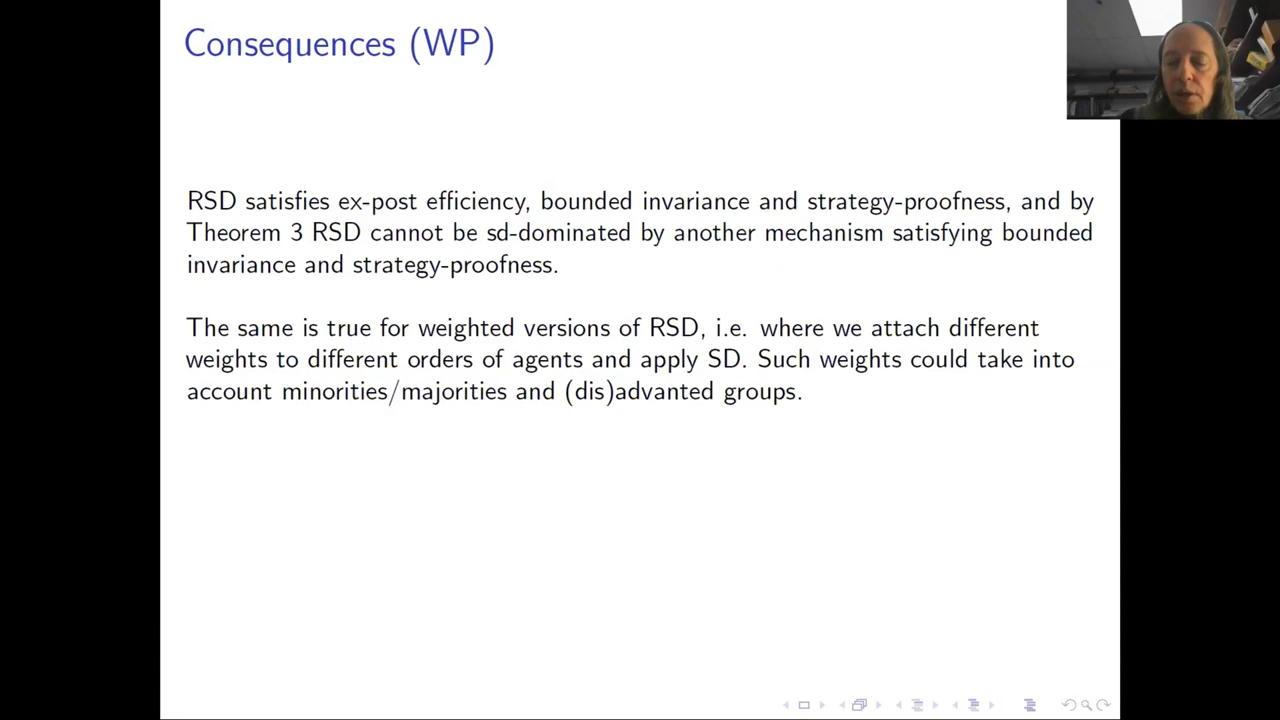 Consequences (WP)
RSD satisfies ex-post efficiency, bounded invariance and strategy-proofness, and by
Theorem 3 RSD cannot be sd-dominated by another mechanism satisfying bounded
invariance and strategy-proofness.
The same is true for weighted versions of RSD, i.e. where we attach different
weights to different orders of agents and apply SD. Such weights could take into
account minorities/majorities and (dis)advanted groups.